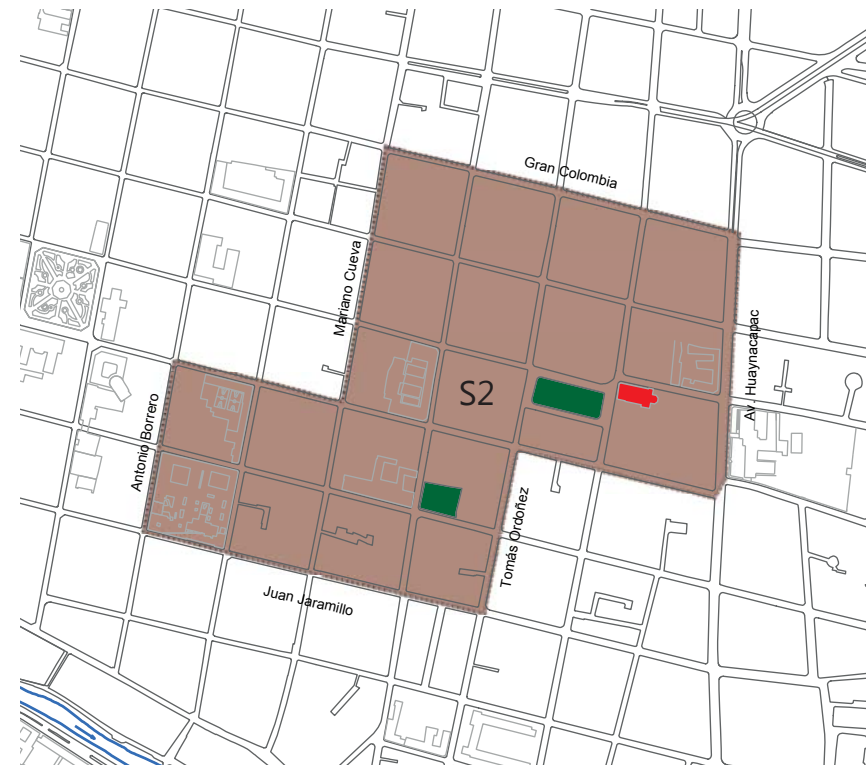 Gran Colombia
Mariano Cueva
Av. Huaynacapac
S2
Antonio Borrero
Tomás Ordoñez
Juan Jaramillo